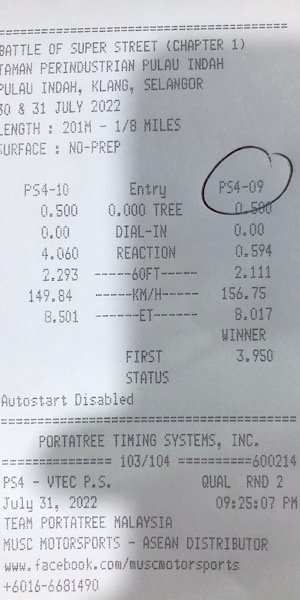 BATTLE OF SUPER STREET (CHAPTER 1)
TAMAN PERINDUSTRIAN PULAU INDAH
PULAU INDAH, KLANG, SELANGOR
30 & 31 JULY 2022
LENGTH : 201M - 1/8 MILES
SURFACE : NO-PREP
PS4-10 Entry PS4-09
0.500 0.000 TREE 0.500
0.00 DIAL-IN 0.00
4.060 REACTION 0.594
2.293 ------60FT------ 2.111
149.84 ------KM/H------ 156.75
8.501 -------ET------- 8.017
WINNER
FIRST 3.950
STATUS
Autostart Disabled
PORTATREE TIMING SYSTEMS, INC.
================ 103/104 ==========600214
PS4 - VTEC P.S. QUAL RND 2
July 31, 2022 09:25:07 PM
TEAM PORTATREE MALAYSIA
MUSC MOTORSPORTS - ASEAN DISTRIBUTOR
www.facebook.com/muscmotorsports
+6016-6681490